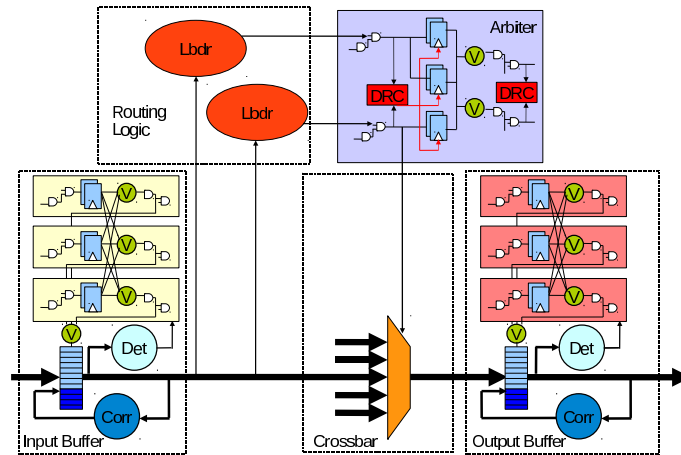 Lbdr
Arbiter
V
DRC
DRC
Lbdr
Routing
Logic
V
V
V
V
V
V
V
V
V
Det
Det
Corr
Corr
Input Buffer
Crossbar
Output Buffer